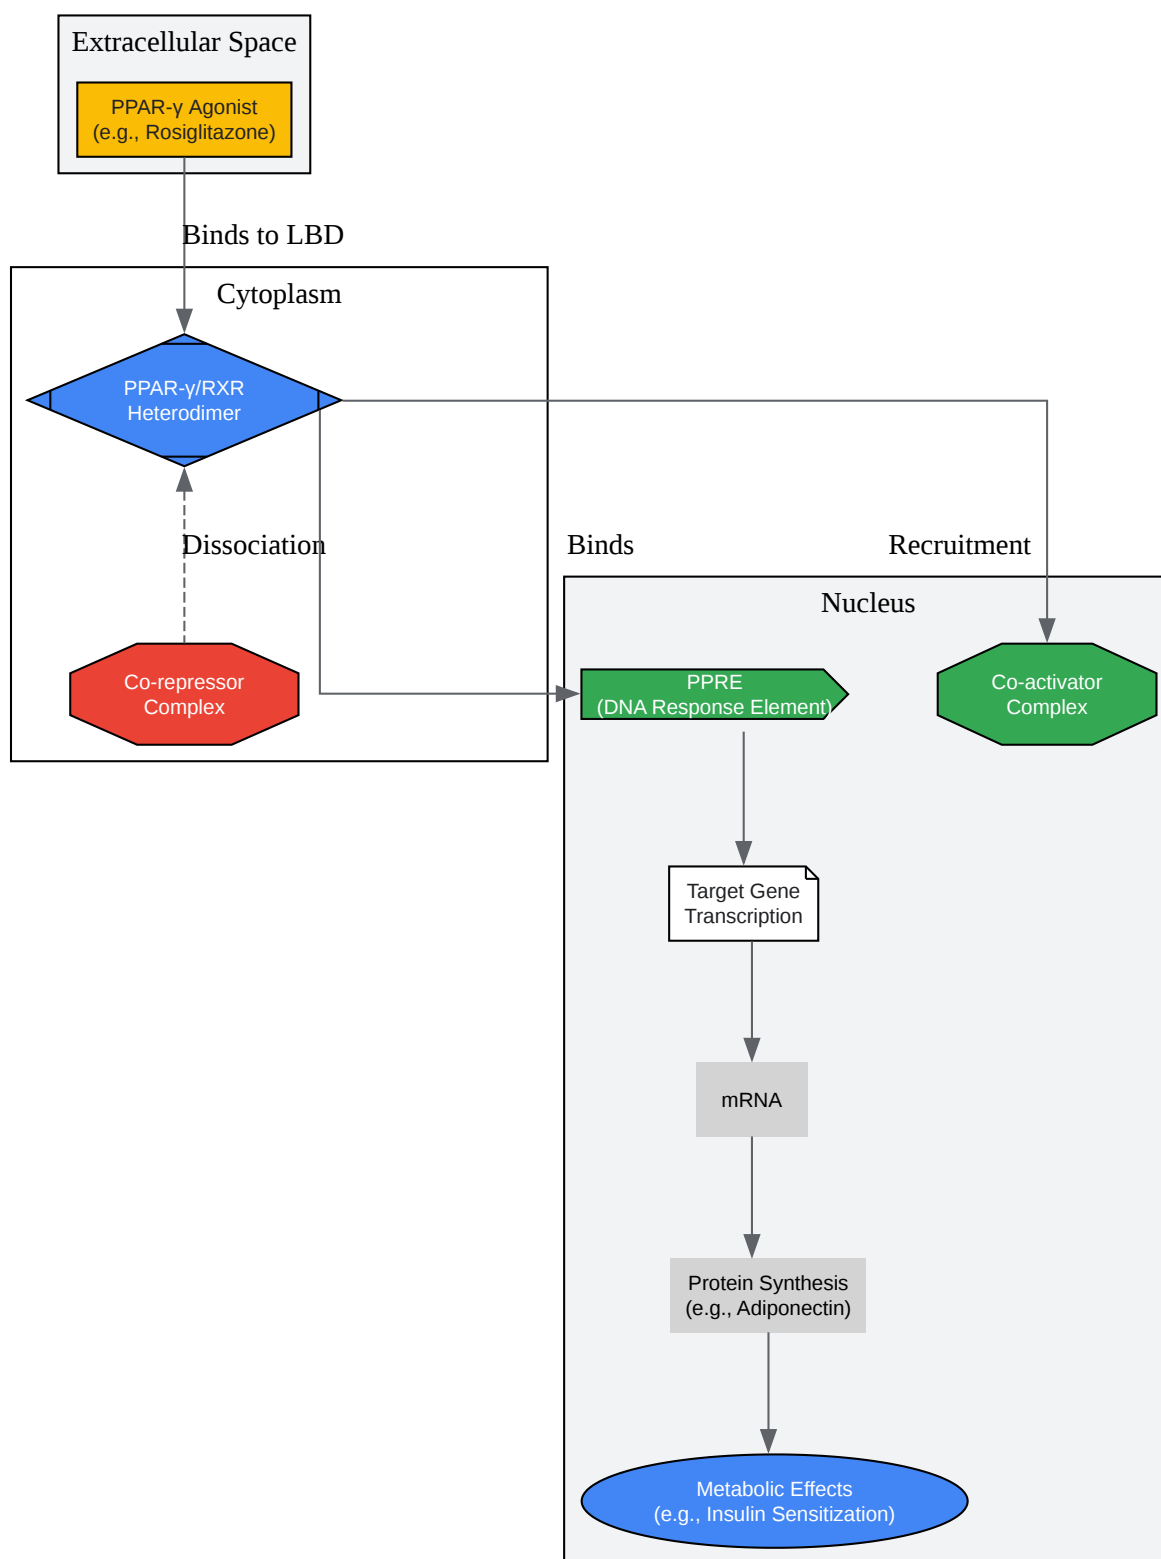 Extracellular Space
PPAR-γ Agonist
(e.g., Rosiglitazone)
Binds to LBD
Cytoplasm
PPAR-γ/RXR
Heterodimer
Dissociation
Binds
Recruitment
Nucleus
Co-repressor
Complex
PPRE
(DNA Response Element)
Co-activator
Complex
Target Gene
Transcription
mRNA
Protein Synthesis
(e.g., Adiponectin)
Metabolic Effects
(e.g., Insulin Sensitization)